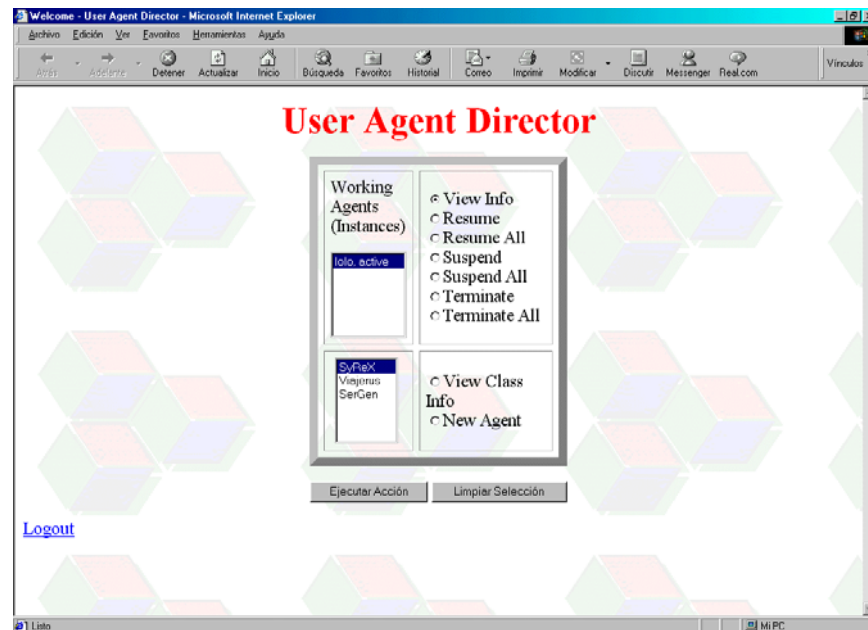 Welcome - User Agent Director - Microsoft Internet Explorer
Archivo Edición Ver Favoritos Herramientas Ayuda
Atrás Adelante Detener Actualizar Inicio Búsqueda Favoritos Historial Correo Imprimir Modificar Discutir Messenger Real.com Vínculos
User Agent Director
Working
Agents
(Instances)
lolo. active
View Info
Resume
Resume All
Suspend
Suspend All
Terminate
Terminate All
SyReX
Viajerus
SerGen
View Class
Info
New Agent
Ejecutar Acción Limpiar Selección
Logout
Listo Mi PC